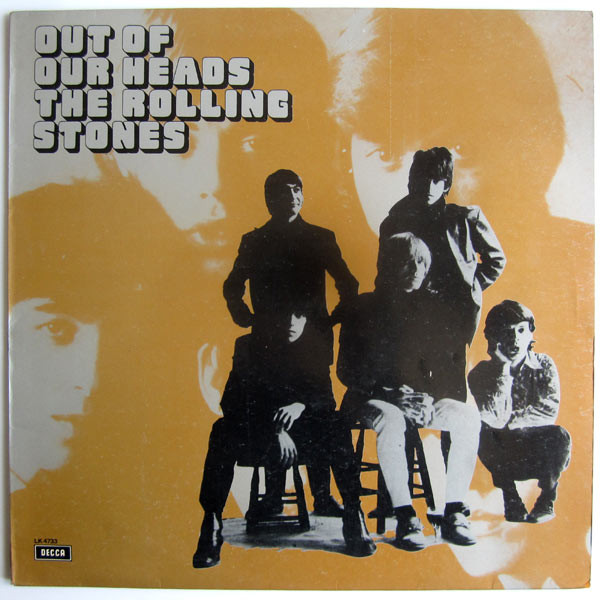 OUT OF
OUR HEADS
THE ROLLING
STONES
LK 4733
DECCA